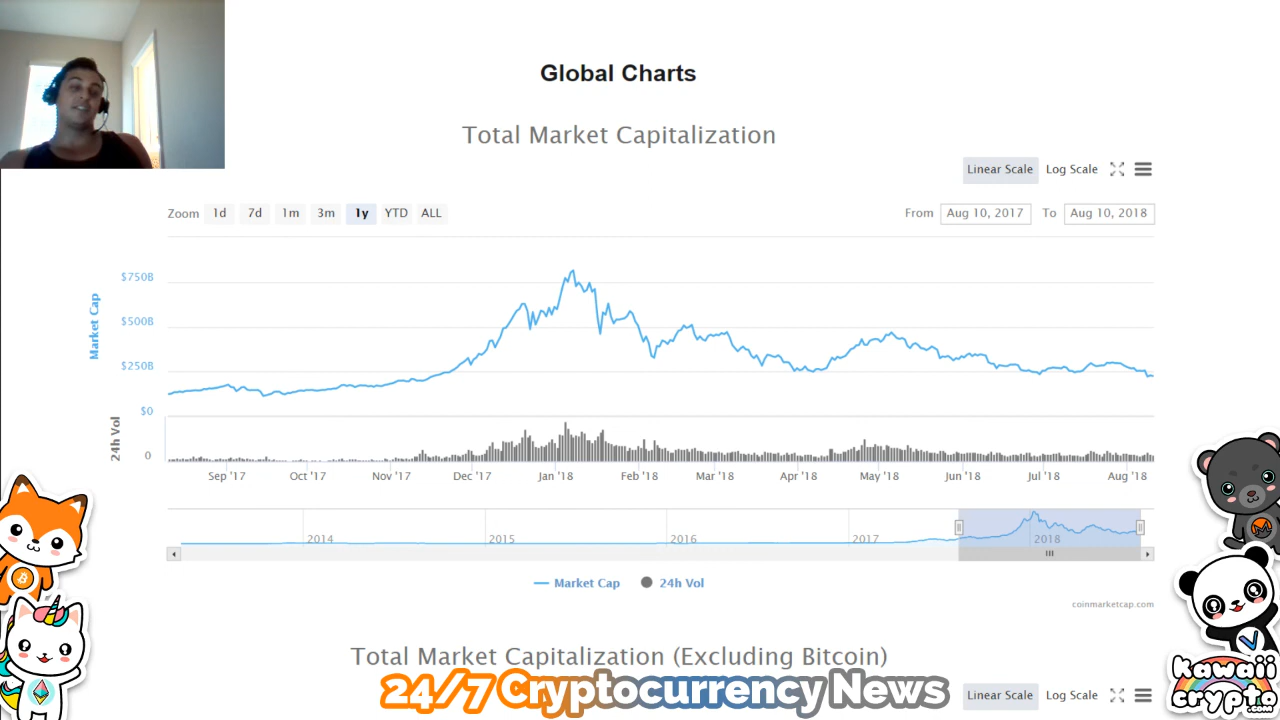 Global Charts
Total Market Capitalization
Linear Scale Log Scale
Zoom 1d 7d 1m 3m 1y YTD ALL From Aug 10, 2017 To Aug 10, 2018
$750B
$500B
$250B
$0
Market Cap
24h Vol
0
Sep '17 Oct '17 Nov '17 Dec '17 Jan '18 Feb '18 Mar '18 Apr '18 May '18 Jun '18 Jul '18 Aug '18
2014 2015 2016 2017 2018
Market Cap 24h Vol
coinmarketcap.com
Total Market Capitalization (Excluding Bitcoin)
24/7 Cryptocurrency News
Linear Scale Log Scale
kawaii
crypto
.com